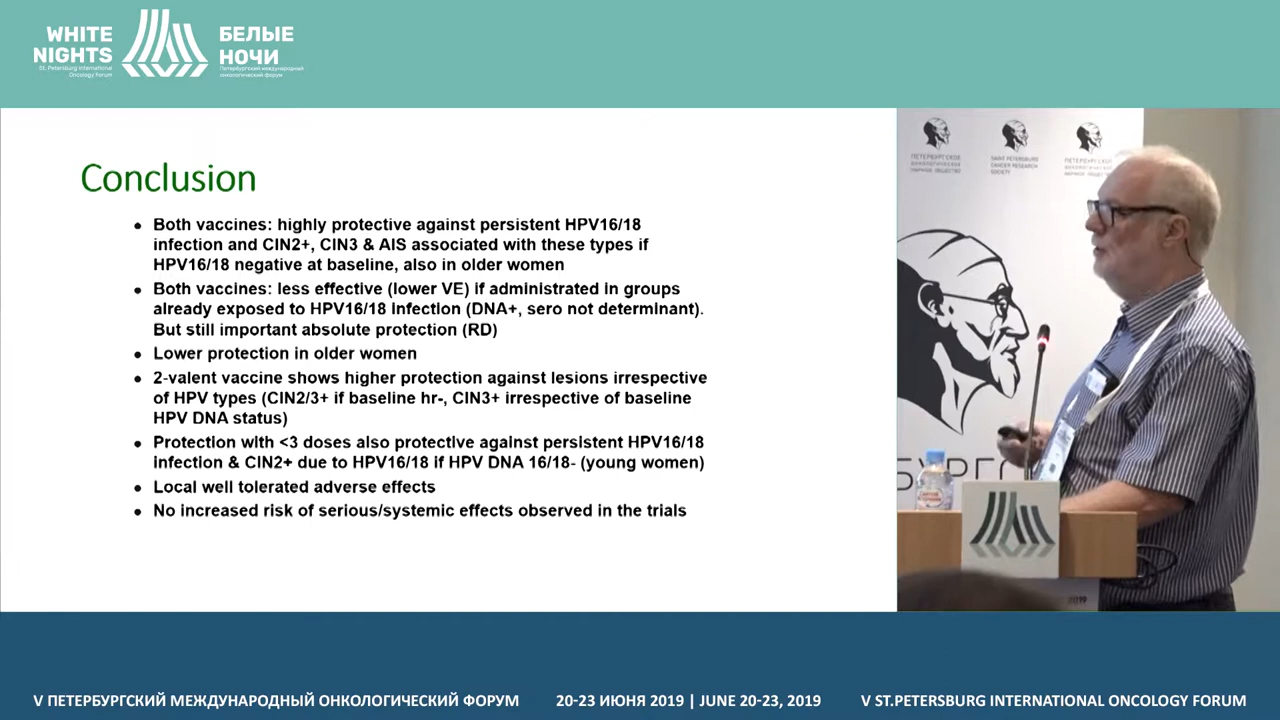 WHITE
NIGHTS
St. Petersburg International
Oncology Forum
БЕЛЫЕ
НОЧИ
Петербургский международный
онкологический форум
Conclusion
• Both vaccines: highly protective against persistent HPV16/18
infection and CIN2+, CIN3 & AIS associated with these types if
HPV16/18 negative at baseline, also in older women
• Both vaccines: less effective (lower VE) if administrated in groups
already exposed to HPV16/18 infection (DNA+, sero not determinant).
But still important absolute protection (RD)
• Lower protection in older women
• 2-valent vaccine shows higher protection against lesions irrespective
of HPV types (CIN2/3+ if baseline hr-, CIN3+ irrespective of baseline
HPV DNA status)
• Protection with <3 doses also protective against persistent HPV16/18
infection & CIN2+ due to HPV16/18 if HPV DNA 16/18- (young women)
• Local well tolerated adverse effects
• No increased risk of serious/systemic effects observed in the trials
ПЕТЕРБУРГСКОЕ
SAINT PETERSBURG
CANCER RESEARCH
SOCIETY
V ПЕТЕРБУРГСКИЙ МЕЖДУНАРОДНЫЙ ОНКОЛОГИЧЕСКИЙ ФОРУМ
20-23 ИЮНЯ 2019 | JUNE 20-23, 2019
V ST.PETERSBURG INTERNATIONAL ONCOLOGY FORUM